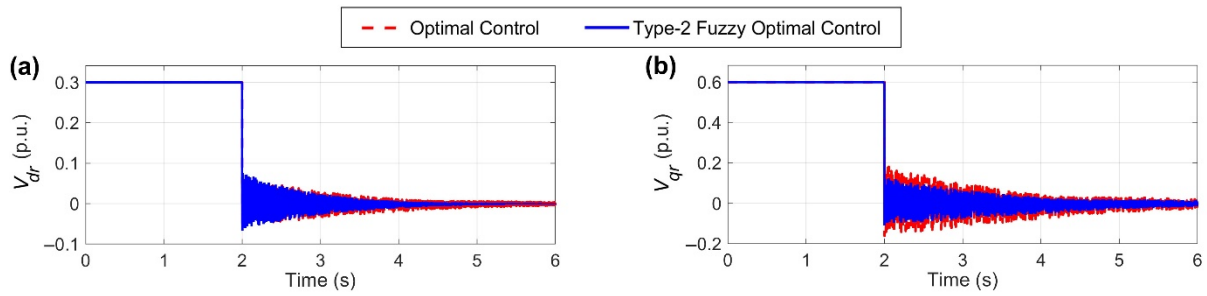 Optimal Control
Type-2 Fuzzy Optimal Control
(a)
V_dr (p.u.)
0.3
0.2
0.1
0
–0.1
0 1 2 3 4 5 6
Time (s)
(b)
V_qr (p.u.)
0.6
0.4
0.2
0
–0.2
0 1 2 3 4 5 6
Time (s)